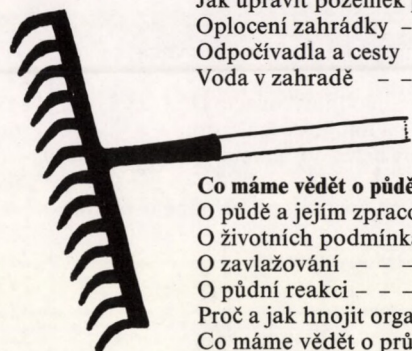 Jak upravit pozemek
Oplocení zahrádky –
Odpočívadla a cesty
Voda v zahradě – –
Co máme vědět o půdě
O půdě a jejím zpraco
O životních podmínká
O zavlažování – – –
O půdní reakci – – –
Proč a jak hnojit orga
Co máme vědět o prů